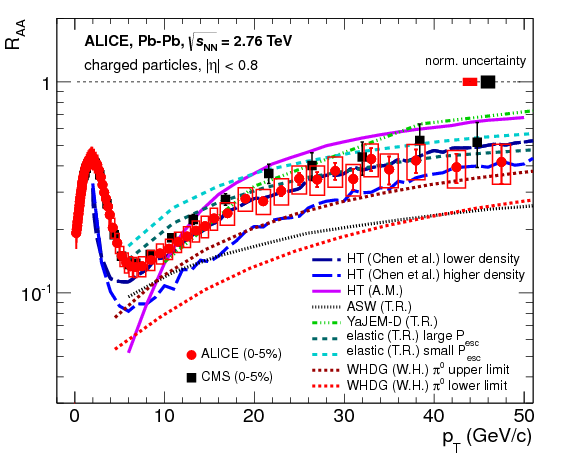 R_AA
ALICE, Pb-Pb, √s_NN = 2.76 TeV
charged particles, |η| < 0.8
norm. uncertainty
1
10⁻¹
HT (Chen et al.) lower density
HT (Chen et al.) higher density
HT (A.M.)
ASW (T.R.)
YaJEM-D (T.R.)
elastic (T.R.) large P_esc
elastic (T.R.) small P_esc
WHDG (W.H.) π⁰ upper limit
WHDG (W.H.) π⁰ lower limit
ALICE (0-5%)
CMS (0-5%)
0 10 20 30 40 50
p_T (GeV/c)